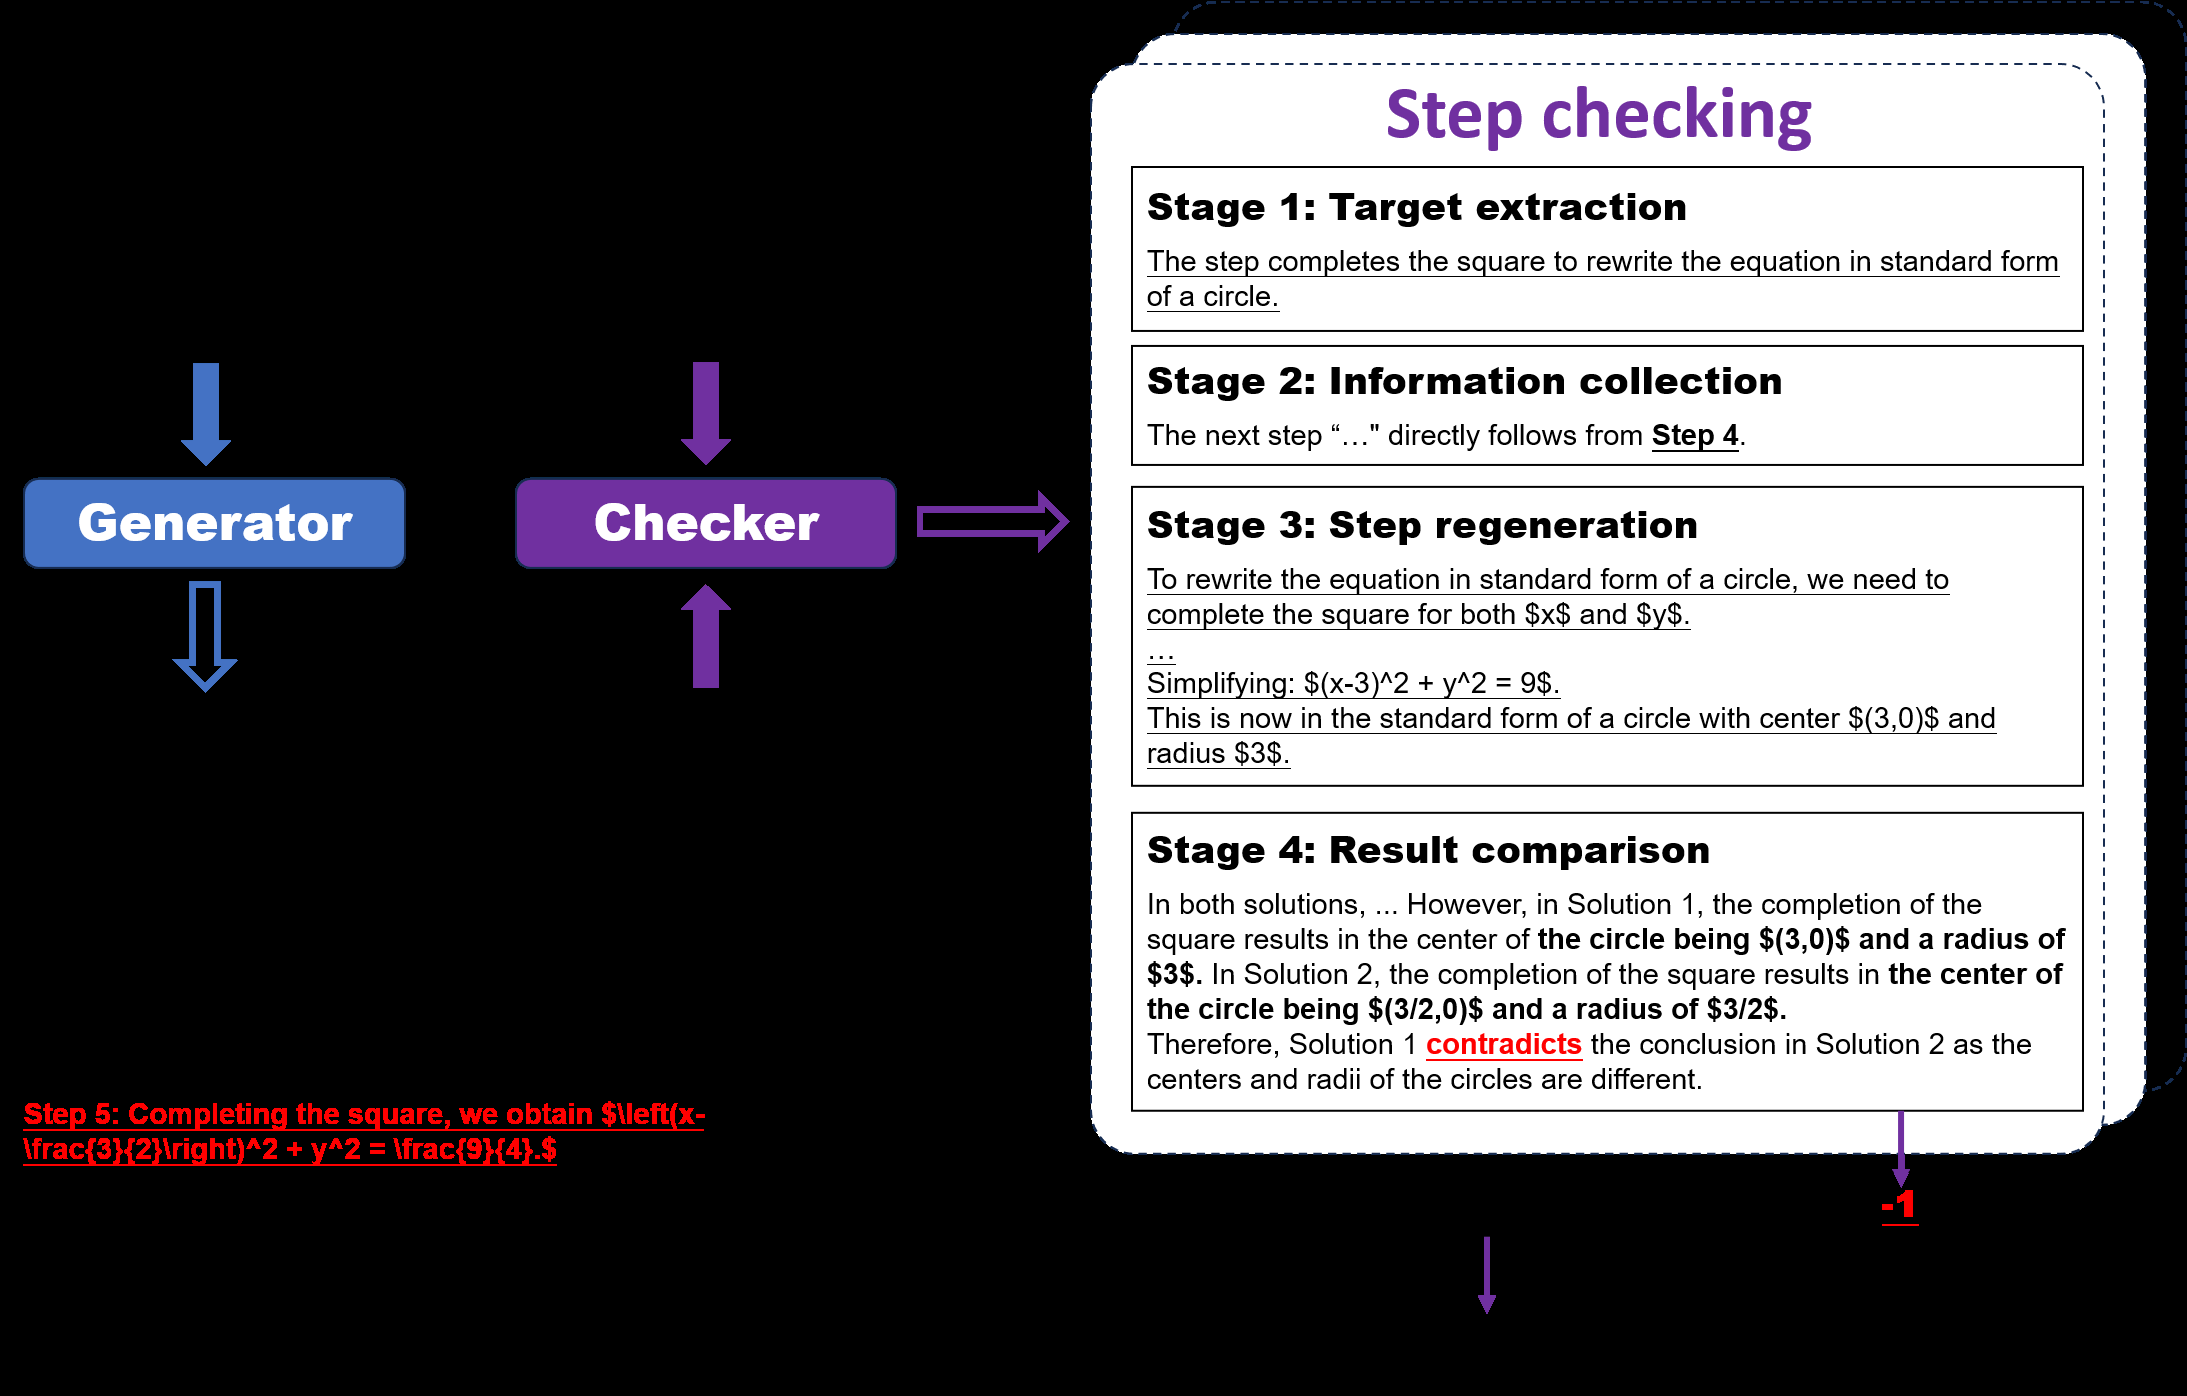 Step checking
Stage 1: Target extraction
The step completes the square to rewrite the equation in standard form
of a circle.
Stage 2: Information collection
The next step “…" directly follows from Step 4.
Generator
Checker
Stage 3: Step regeneration
To rewrite the equation in standard form of a circle, we need to
complete the square for both $x$ and $y$.
…
Simplifying: $(x-3)^2 + y^2 = 9$.
This is now in the standard form of a circle with center $(3,0)$ and
radius $3$.
Stage 4: Result comparison
In both solutions, ... However, in Solution 1, the completion of the
square results in the center of the circle being $(3,0)$ and a radius of
$3$. In Solution 2, the completion of the square results in the center of
the circle being $(3/2,0)$ and a radius of $3/2$.
Therefore, Solution 1 contradicts the conclusion in Solution 2 as the
centers and radii of the circles are different.
Step 5: Completing the square, we obtain $\left(x-
\frac{3}{2}\right)^2 + y^2 = \frac{9}{4}.$
-1